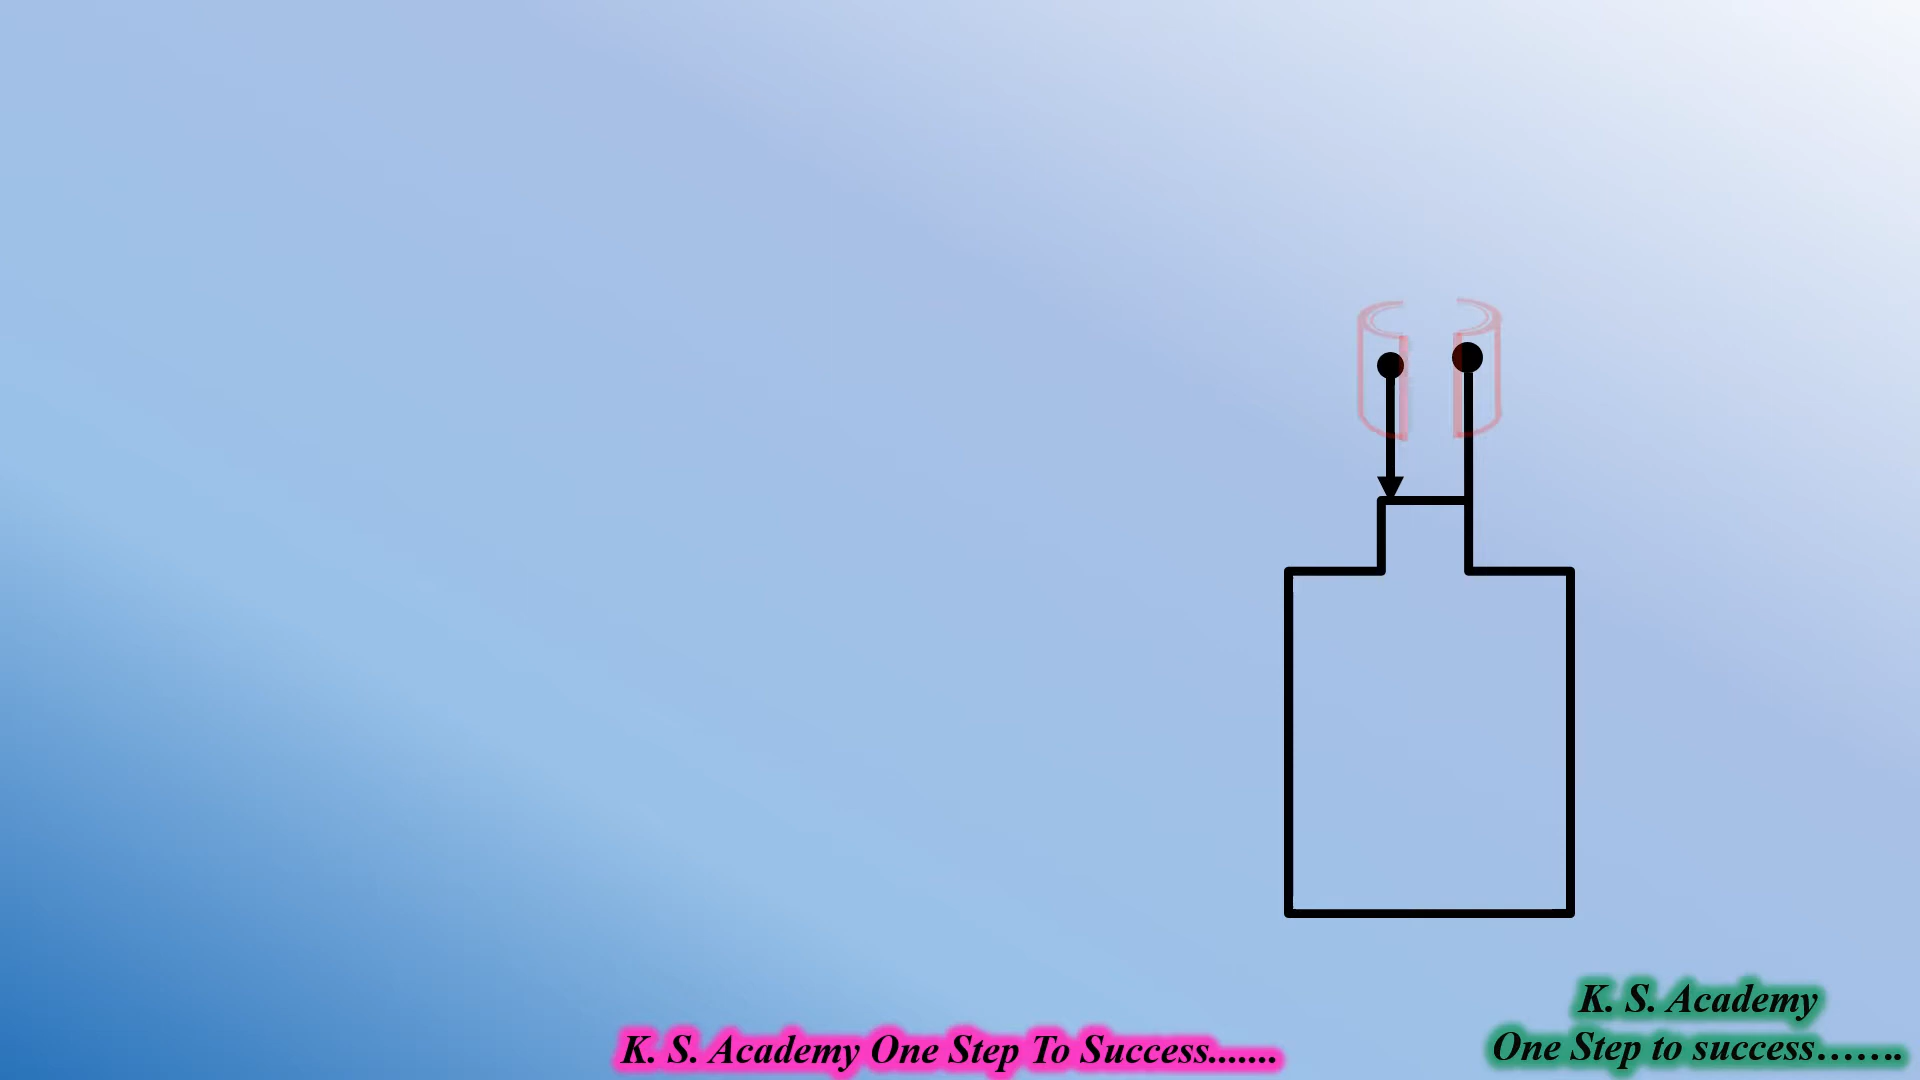 K. S. Academy
One Step to success…….
K. S. Academy One Step To Success.......